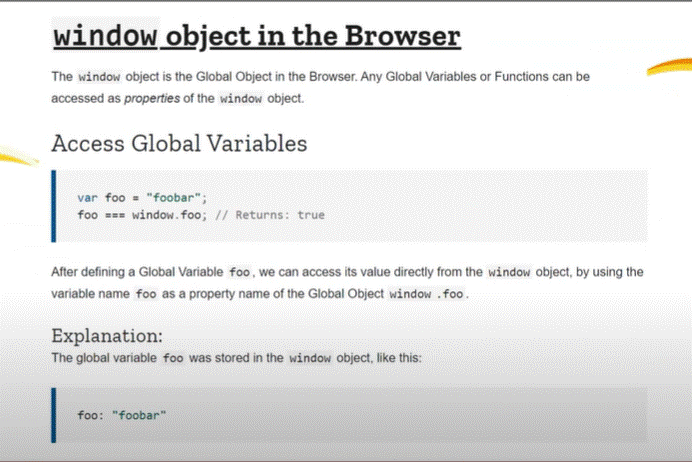 window object in the Browser
The window object is the Global Object in the Browser. Any Global Variables or Functions can be
accessed as properties of the window object.
Access Global Variables
var foo = "foobar";
foo === window.foo; // Returns: true
After defining a Global Variable foo, we can access its value directly from the window object, by using the
variable name foo as a property name of the Global Object window .foo.
Explanation:
The global variable foo was stored in the window object, like this:
foo: "foobar"